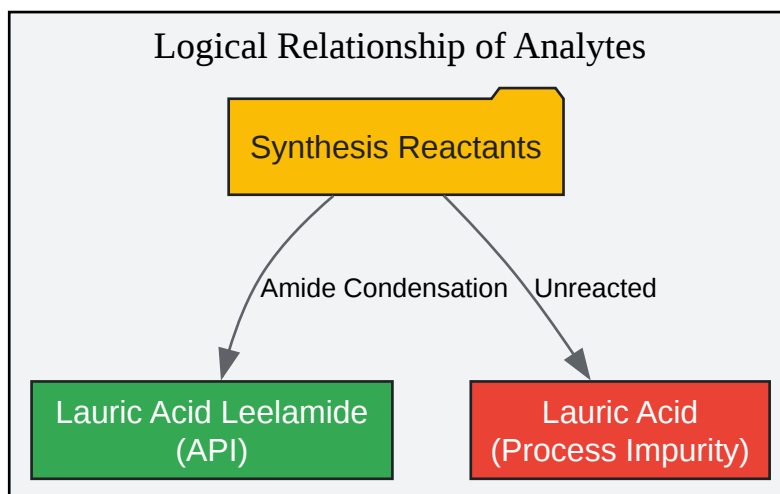 Logical Relationship of Analytes
Synthesis Reactants
Amide Condensation
Unreacted
Lauric Acid Leelamide
(API)
Lauric Acid
(Process Impurity)